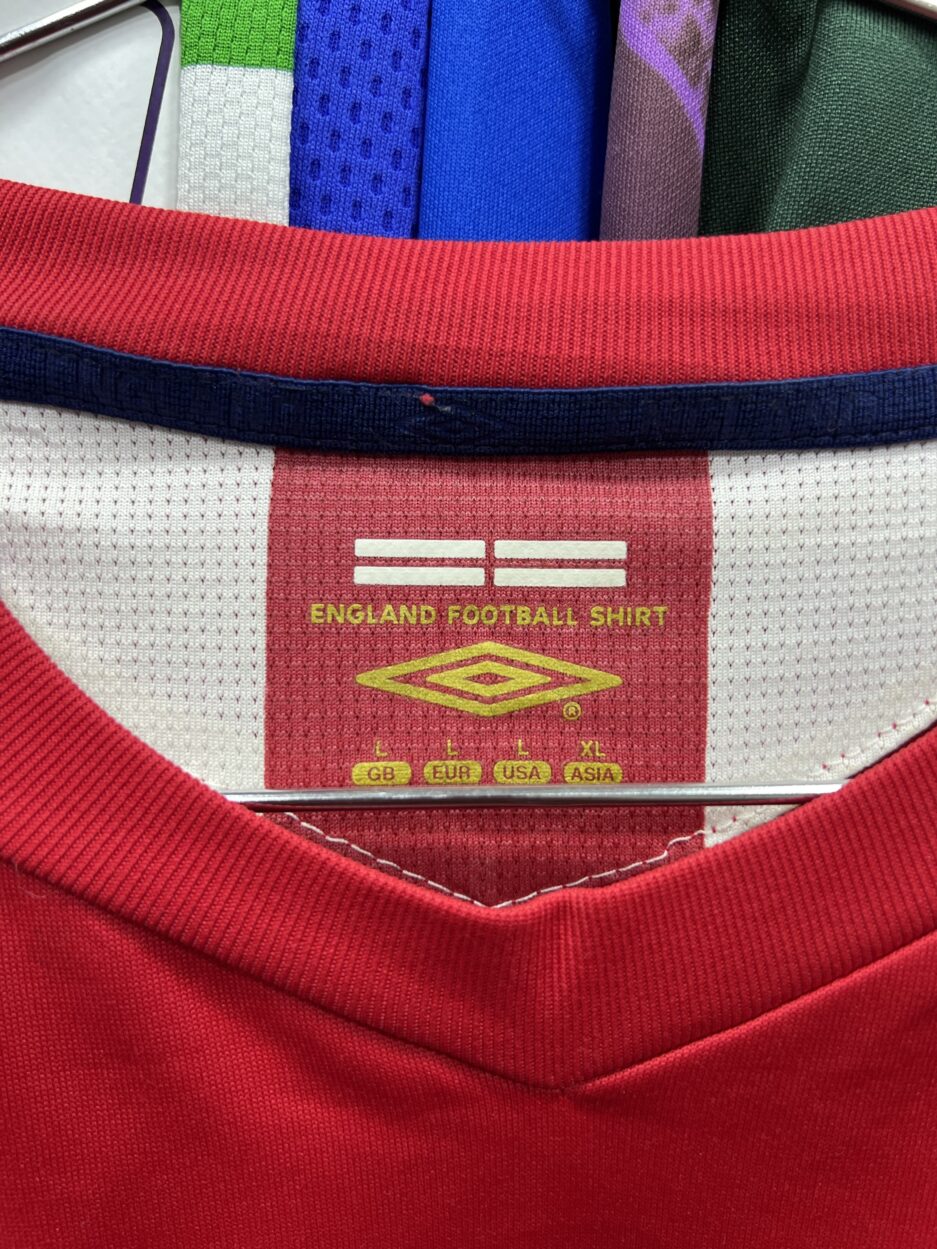 ENGLAND FOOTBALL SHIRT
®
L L L XL
GB EUR USA ASIA